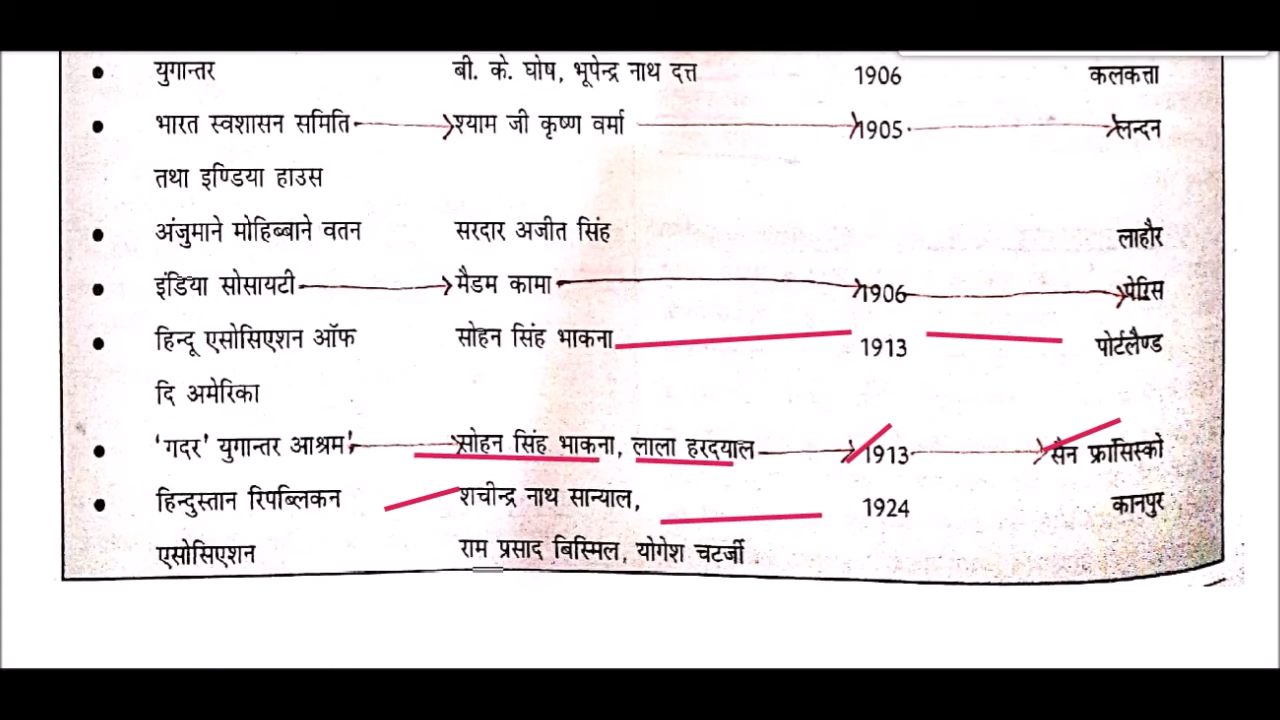 युगान्तर बी. के. घोष, भूपेन्द्र नाथ दत्त 1906 कलकत्ता
भारत स्वशासन समिति श्याम जी कृष्ण वर्मा 1905 लन्दन
तथा इण्डिया हाउस
अंजुमाने मोहिब्बाने वतन सरदार अजीत सिंह लाहौर
इंडिया सोसायटी मैडम कामा 1906 पेरिस
हिन्दू एसोसिएशन ऑफ सोहन सिंह भाकना 1913 पोर्टलैण्ड
दि अमेरिका
'गदर' युगान्तर आश्रम' सोहन सिंह भाकना, लाला हरदयाल 1913 सैन फ्रांसिस्को
हिन्दुस्तान रिपब्लिकन शचीन्द्र नाथ सान्याल, 1924 कानपुर
एसोसिएशन राम प्रसाद बिस्मिल, योगेश चटर्जी